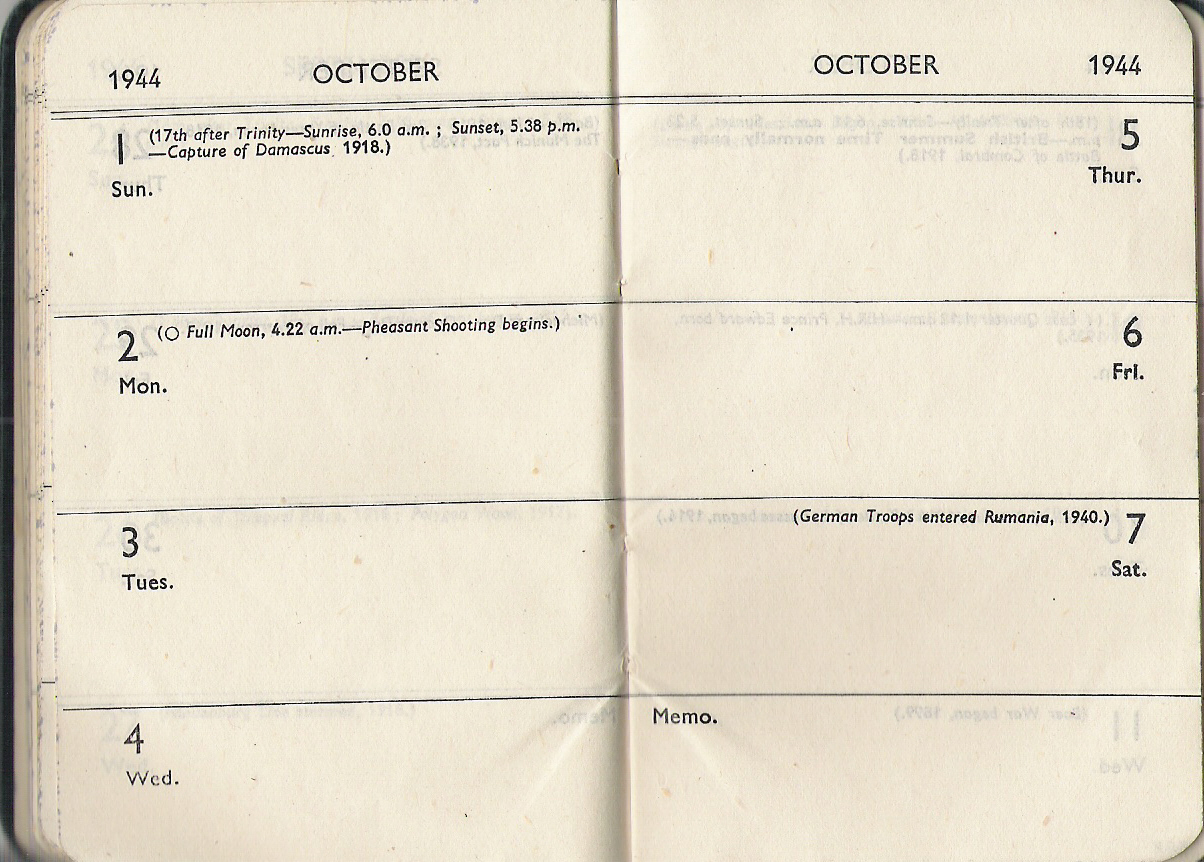 1944 OCTOBER
1 (17th after Trinity—Sunrise, 6.0 a.m. ; Sunset, 5.38 p.m.
—Capture of Damascus, 1918.)
Sun.
2 (○ Full Moon, 4.22 a.m.—Pheasant Shooting begins.)
Mon.
3
Tues.
4
Wed.
OCTOBER 1944
5
Thur.
6
Fri.
(German Troops entered Rumania, 1940.) 7
Sat.
Memo.